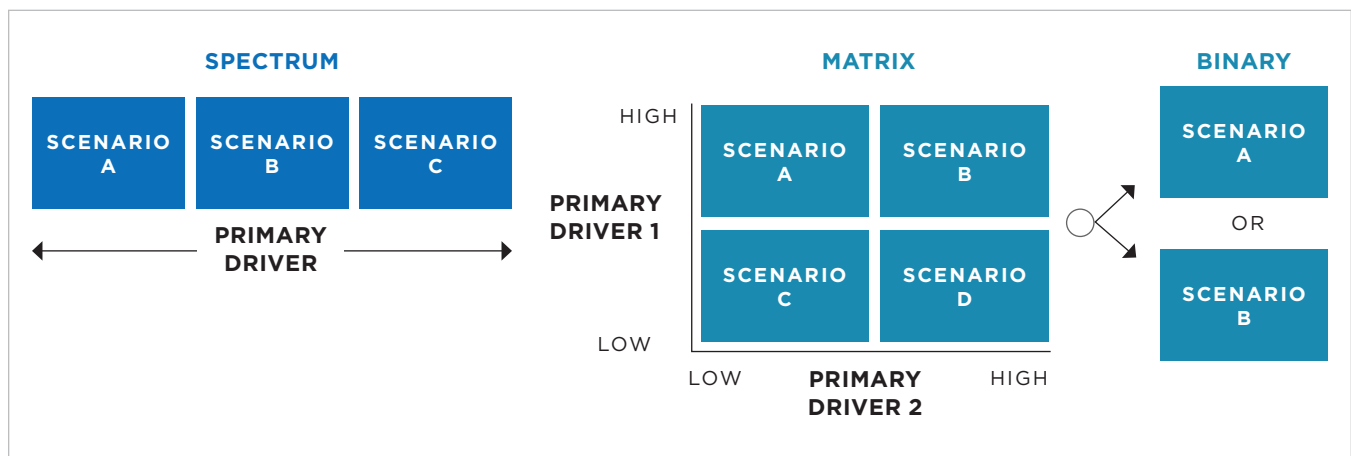 SPECTRUM
SCENARIO
A
SCENARIO
B
SCENARIO
C
PRIMARY
DRIVER
MATRIX
HIGH
PRIMARY
DRIVER 1
LOW
SCENARIO
A
SCENARIO
B
SCENARIO
C
SCENARIO
D
LOW
PRIMARY
DRIVER 2
HIGH
BINARY
SCENARIO
A
OR
SCENARIO
B